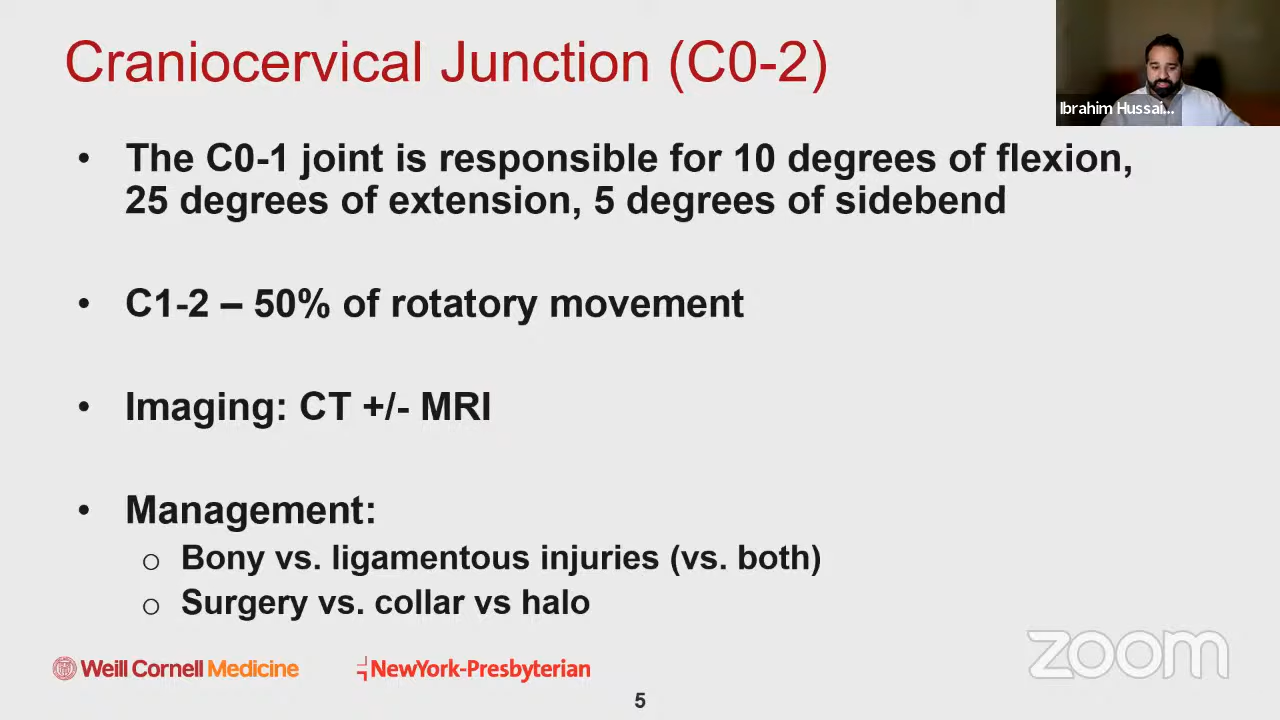 Craniocervical Junction (C0-2)
Ibrahim Hussai...
• The C0-1 joint is responsible for 10 degrees of flexion,
25 degrees of extension, 5 degrees of sidebend
• C1-2 – 50% of rotatory movement
• Imaging: CT +/- MRI
• Management:
o Bony vs. ligamentous injuries (vs. both)
o Surgery vs. collar vs halo
Weill Cornell Medicine
NewYork-Presbyterian
zoom
5